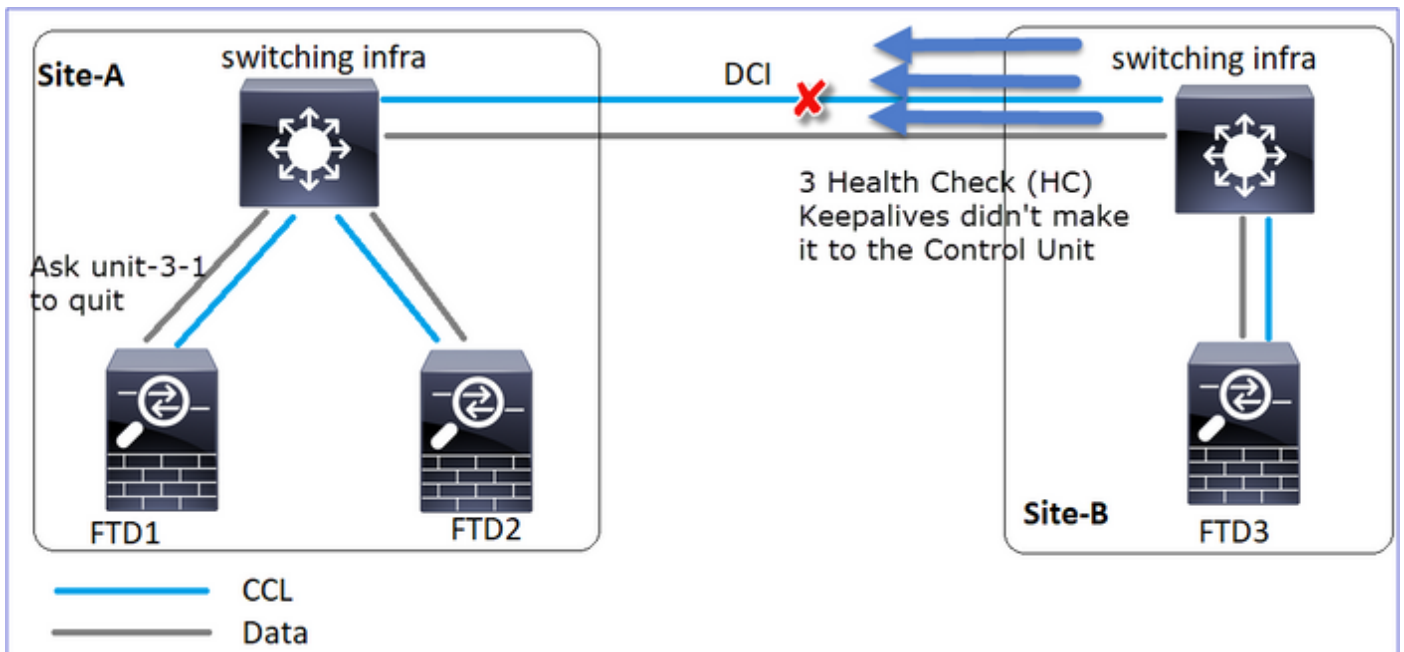 Site-A
switching infra
DCI
switching infra
3 Health Check (HC)
Keepalives didn't make
it to the Control Unit
Ask unit-3-1
to quit
FTD1
FTD2
Site-B
FTD3
CCL
Data